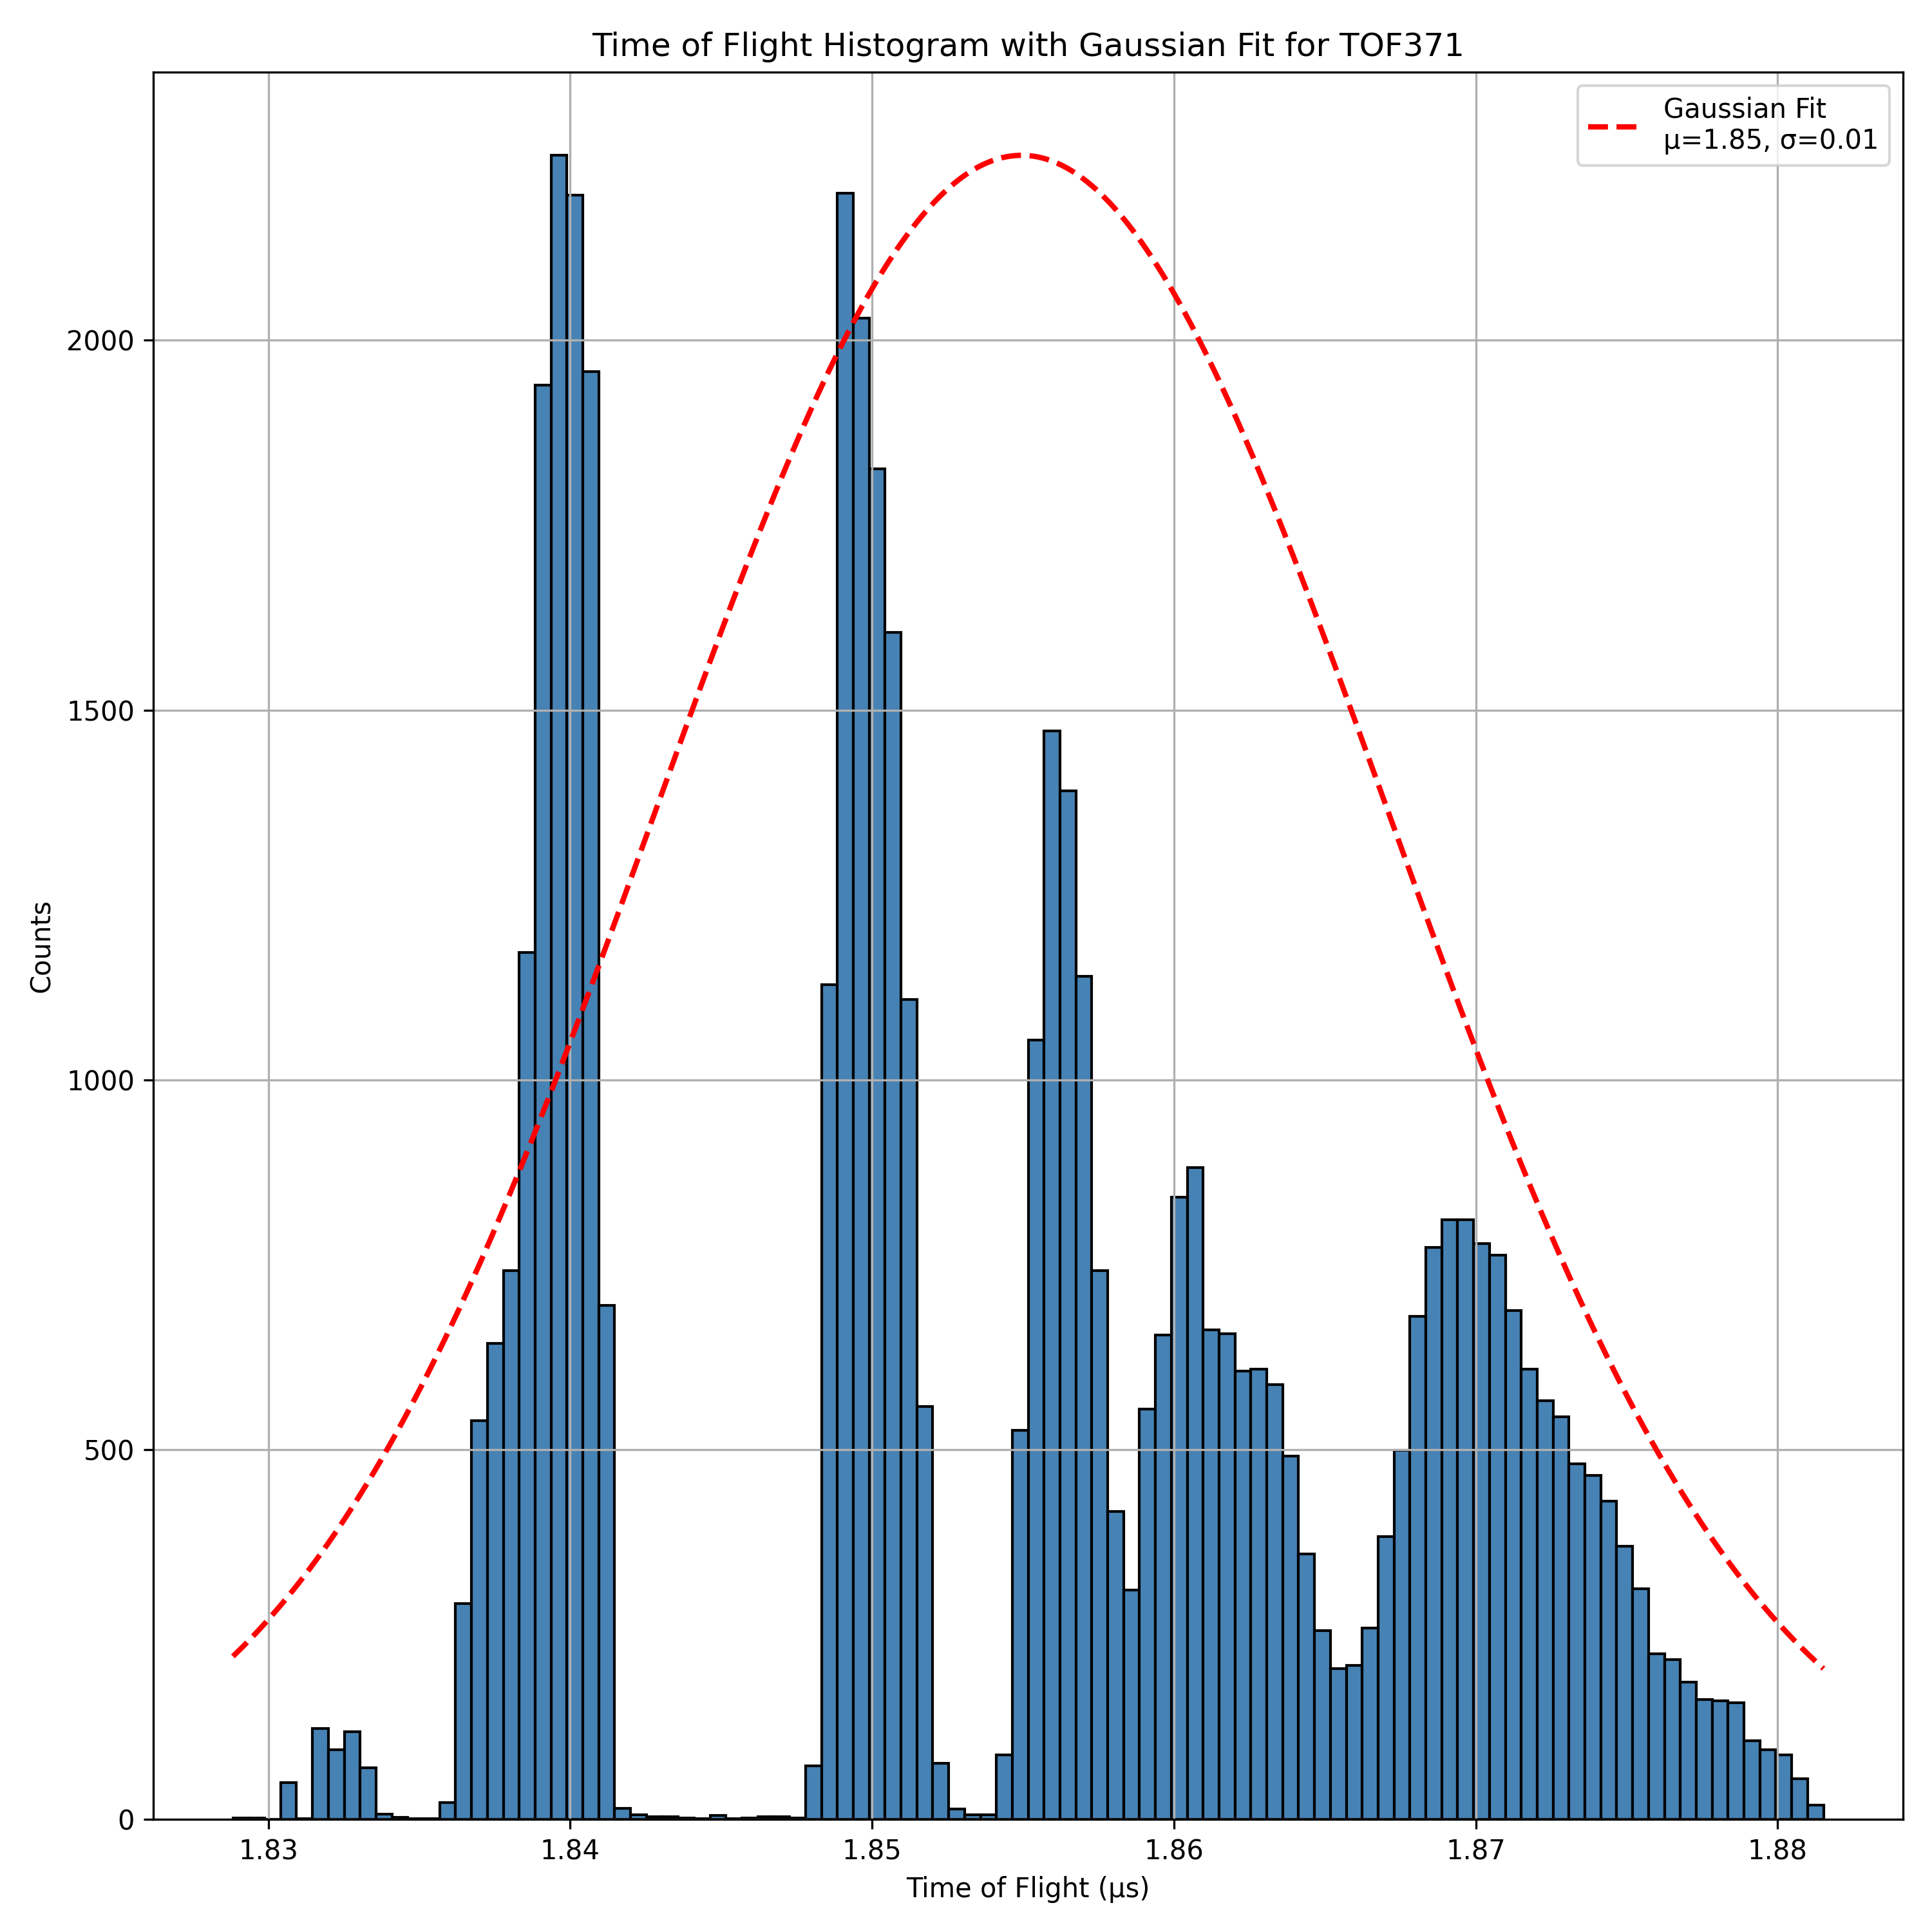 Time of Flight Histogram with Gaussian Fit for TOF371
Gaussian Fit
μ=1.85, σ=0.01
Counts
2000
1500
1000
500
0
1.83 1.84 1.85 1.86 1.87 1.88
Time of Flight (μs)